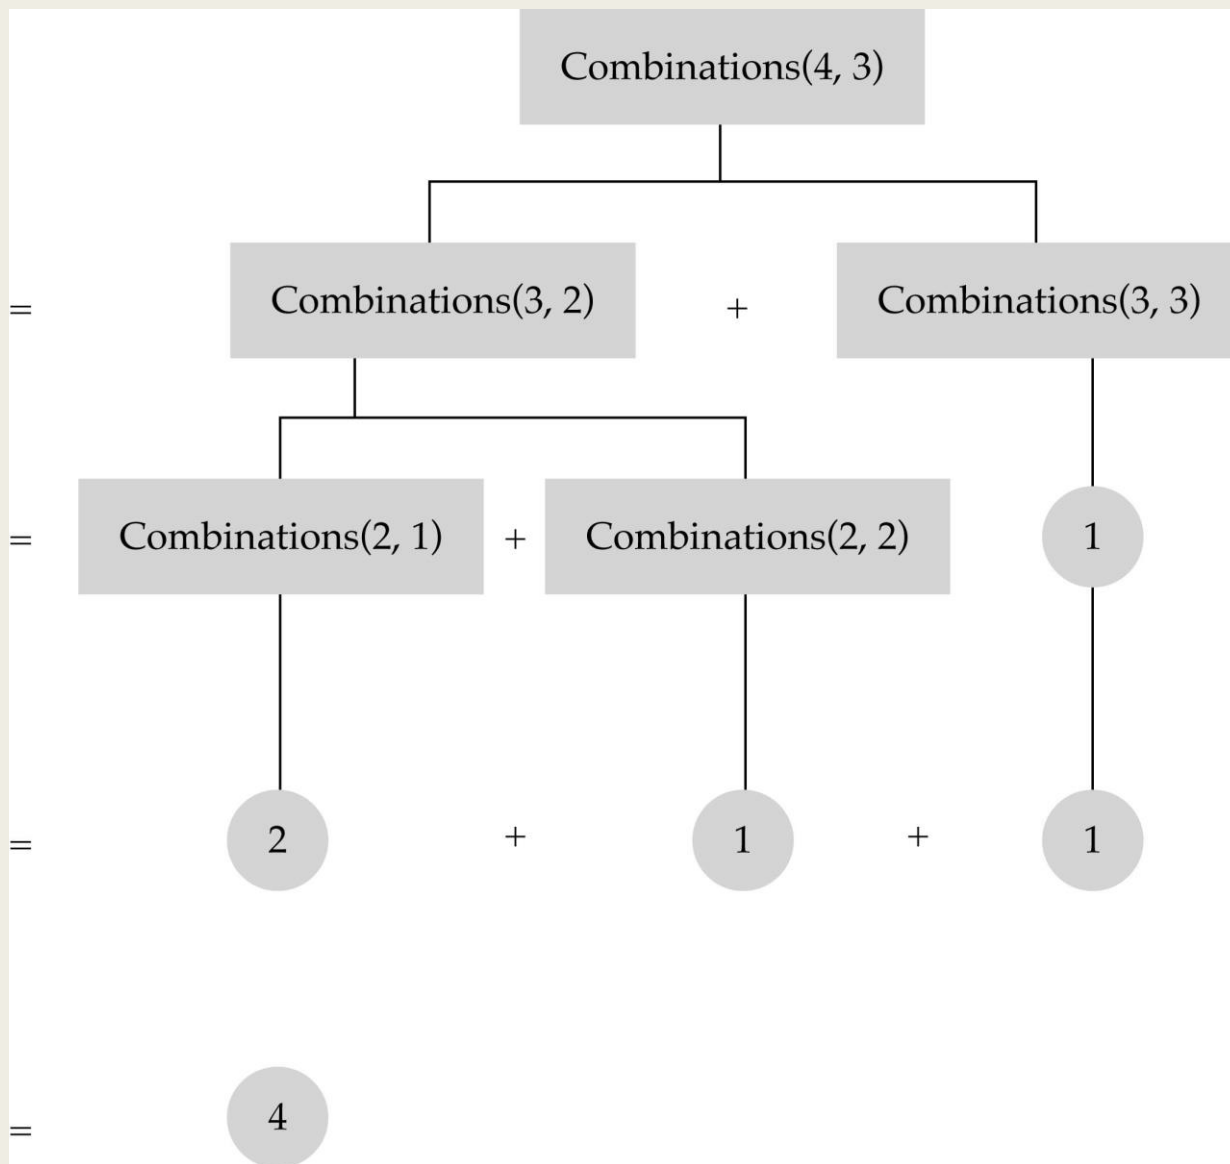 Combinations(4, 3)
= Combinations(3, 2) + Combinations(3, 3)
= Combinations(2, 1) + Combinations(2, 2) 1
= 2 + 1 + 1
= 4